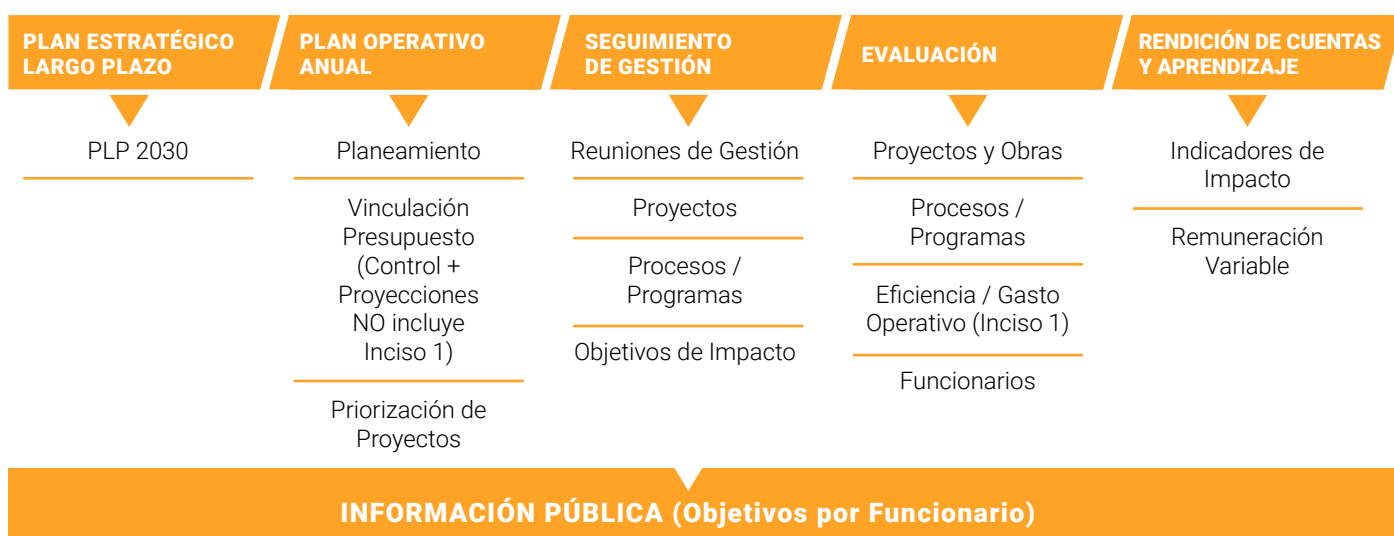 PLAN ESTRATÉGICO
LARGO PLAZO
PLP 2030
PLAN OPERATIVO
ANUAL
Planeamiento
Vinculación
Presupuesto
(Control +
Proyecciones
NO incluye
Inciso 1)
Priorización de
Proyectos
SEGUIMIENTO
DE GESTIÓN
Reuniones de Gestión
Proyectos
Procesos /
Programas
Objetivos de Impacto
EVALUACIÓN
Proyectos y Obras
Procesos /
Programas
Eficiencia / Gasto
Operativo (Inciso 1)
Funcionarios
RENDICIÓN DE CUENTAS
Y APRENDIZAJE
Indicadores de
Impacto
Remuneración
Variable
INFORMACIÓN PÚBLICA (Objetivos por Funcionario)